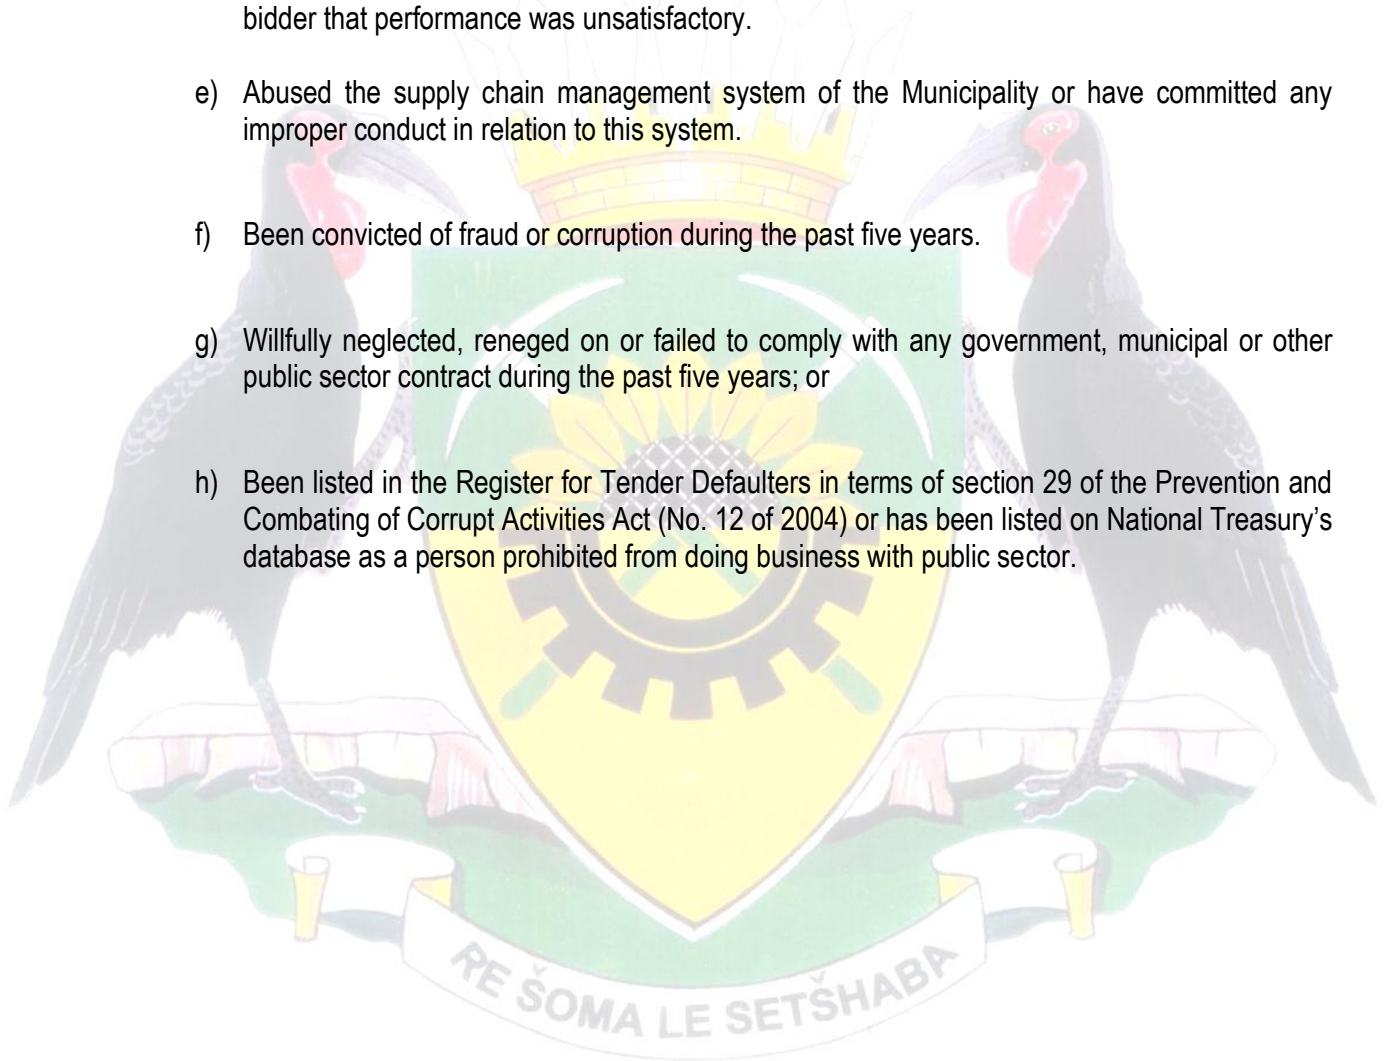 bidder that performance was unsatisfactory.
e) Abused the supply chain management system of the Municipality or have committed any
improper conduct in relation to this system.
f) Been convicted of fraud or corruption during the past five years.
g) Willfully neglected, reneged on or failed to comply with any government, municipal or other
public sector contract during the past five years; or
h) Been listed in the Register for Tender Defaulters in terms of section 29 of the Prevention and
Combating of Corrupt Activities Act (No. 12 of 2004) or has been listed on National Treasury’s
database as a person prohibited from doing business with public sector.
RE ŠOMA LE SETŠHABA